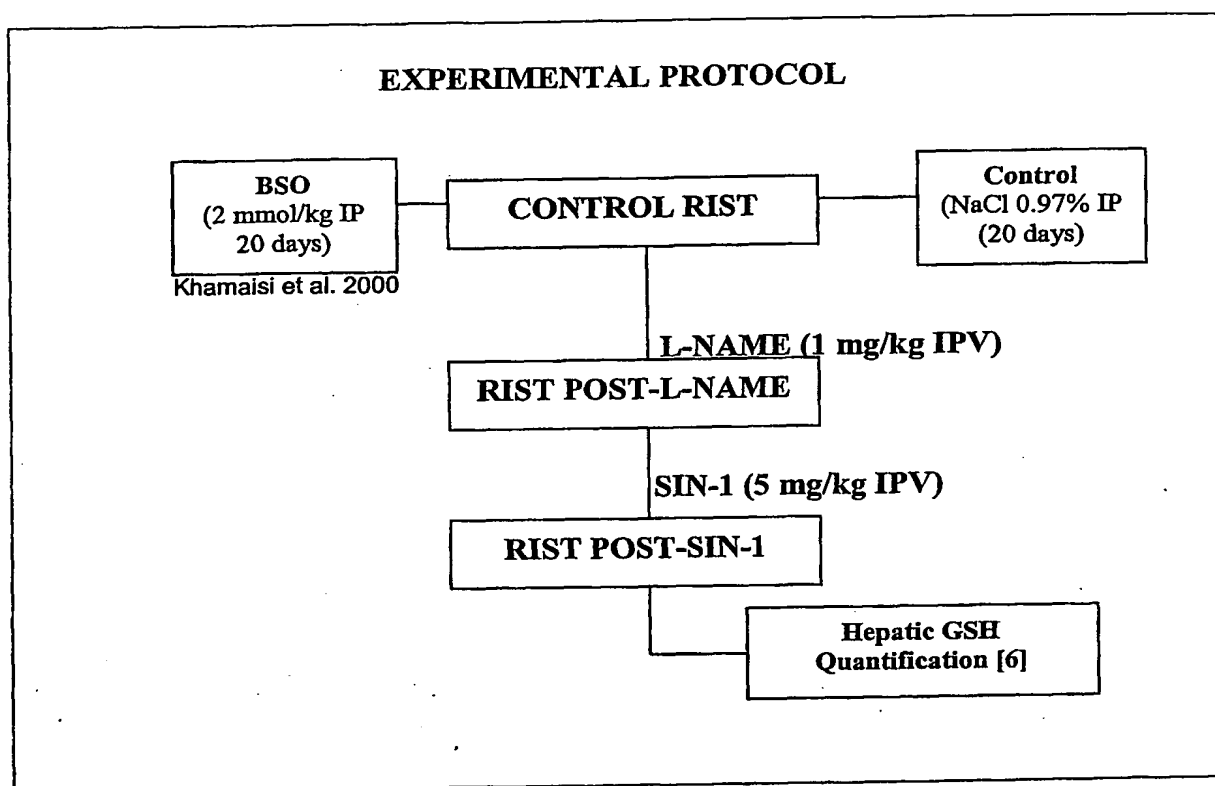 EXPERIMENTAL PROTOCOL
BSO
(2 mmol/kg IP
20 days)
Khamaisi et al. 2000
CONTROL RIST
Control
(NaCl 0.97% IP
(20 days)
L-NAME (1 mg/kg IPV)
RIST POST-L-NAME
SIN-1 (5 mg/kg IPV)
RIST POST-SIN-1
Hepatic GSH
Quantification [6]